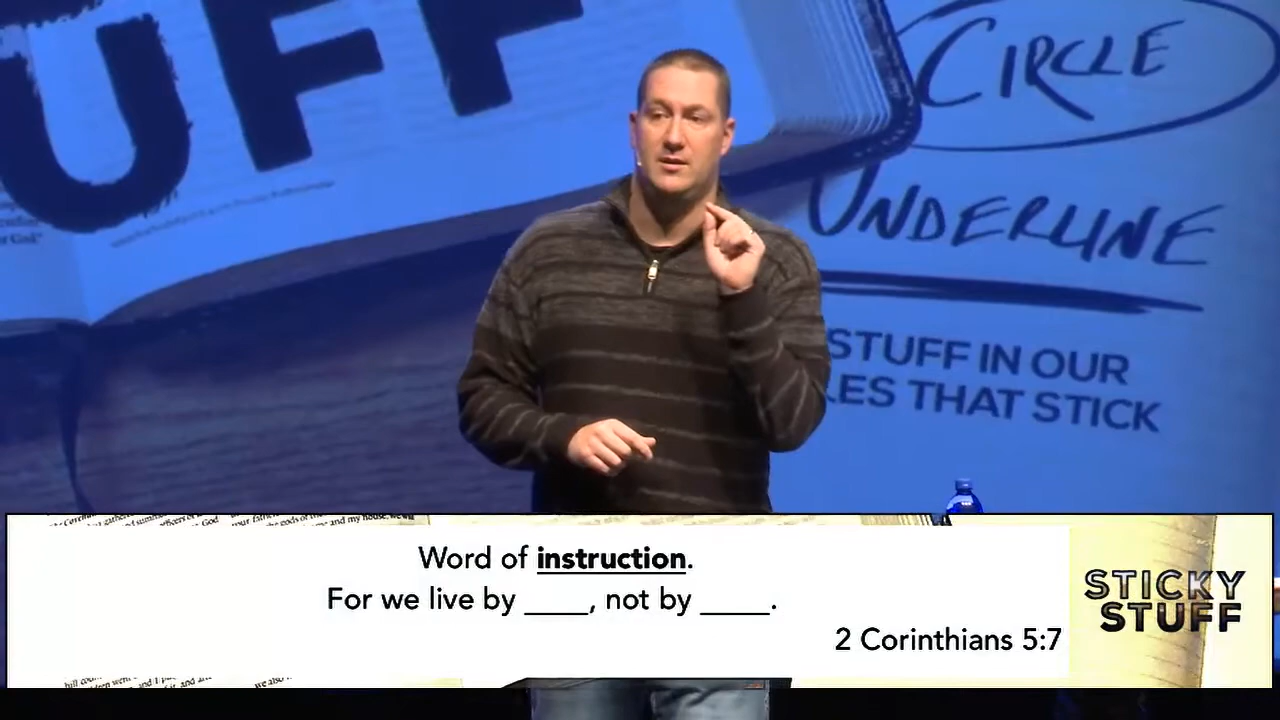 UFF
CIRCLE
UNDERLINE
STUFF IN OUR
LES THAT STICK
Word of instruction.
For we live by ____, not by ____.
2 Corinthians 5:7
STICKY
STUFF